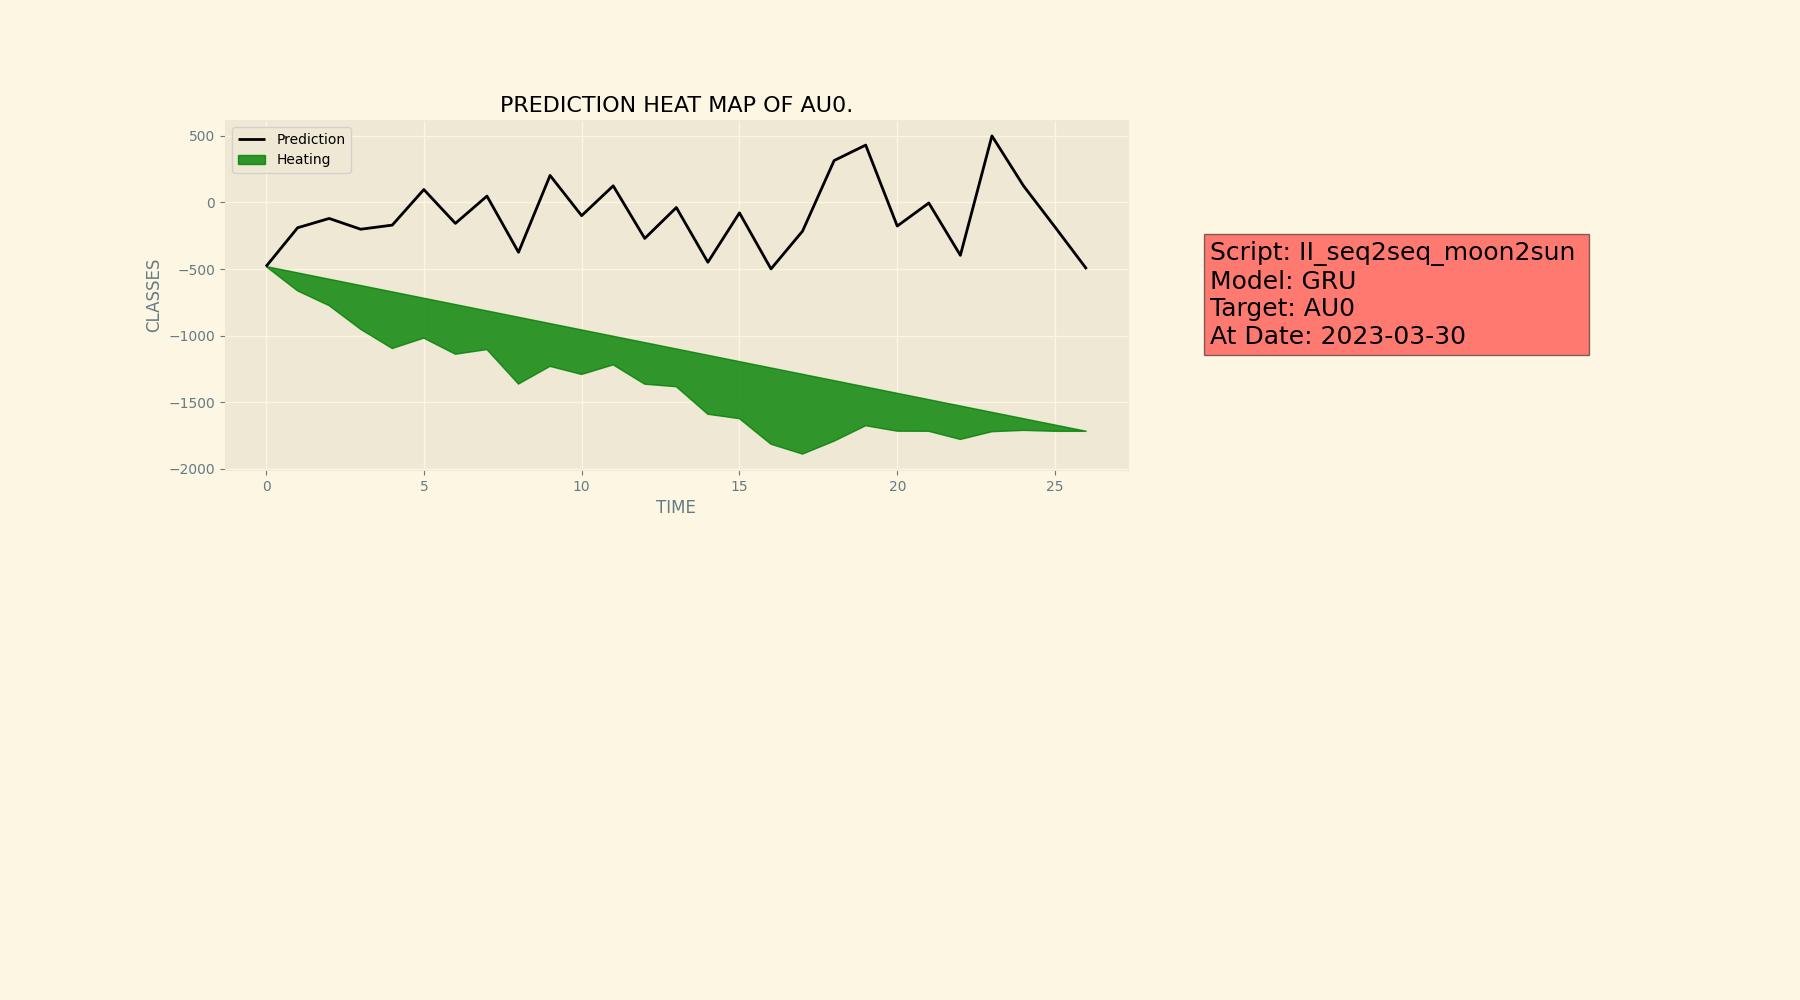 PREDICTION HEAT MAP OF AU0.
Prediction
Heating
500
0
−500
−1000
−1500
−2000
CLASSES
0 5 10 15 20 25
TIME
Script: II_seq2seq_moon2sun
Model: GRU
Target: AU0
At Date: 2023-03-30